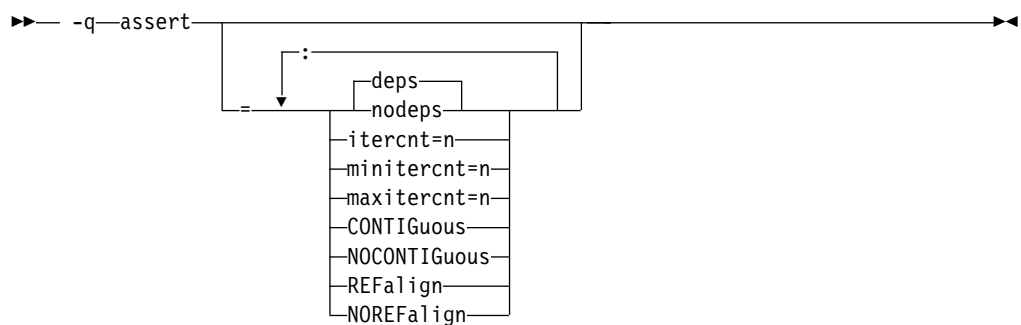 -q assert
:
deps
= nodeps
itercnt=n
minitercnt=n
maxitercnt=n
CONTIGuous
NOCONTIGuous
REFalign
NOREFalign